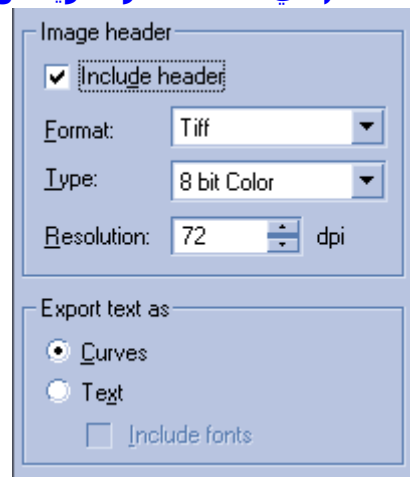 Image header
Include header
Format: Tiff
Type: 8 bit Color
Resolution: 72 dpi
Export text as
Curves
Text
Include fonts